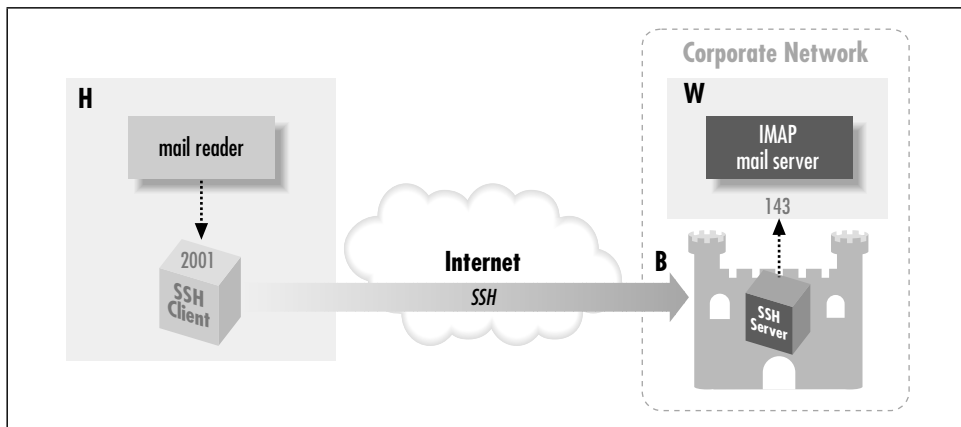 Corporate Network
H
W
mail reader
IMAP
mail server
143
2001
SSH
Client
Internet
SSH
B
SSH
Server